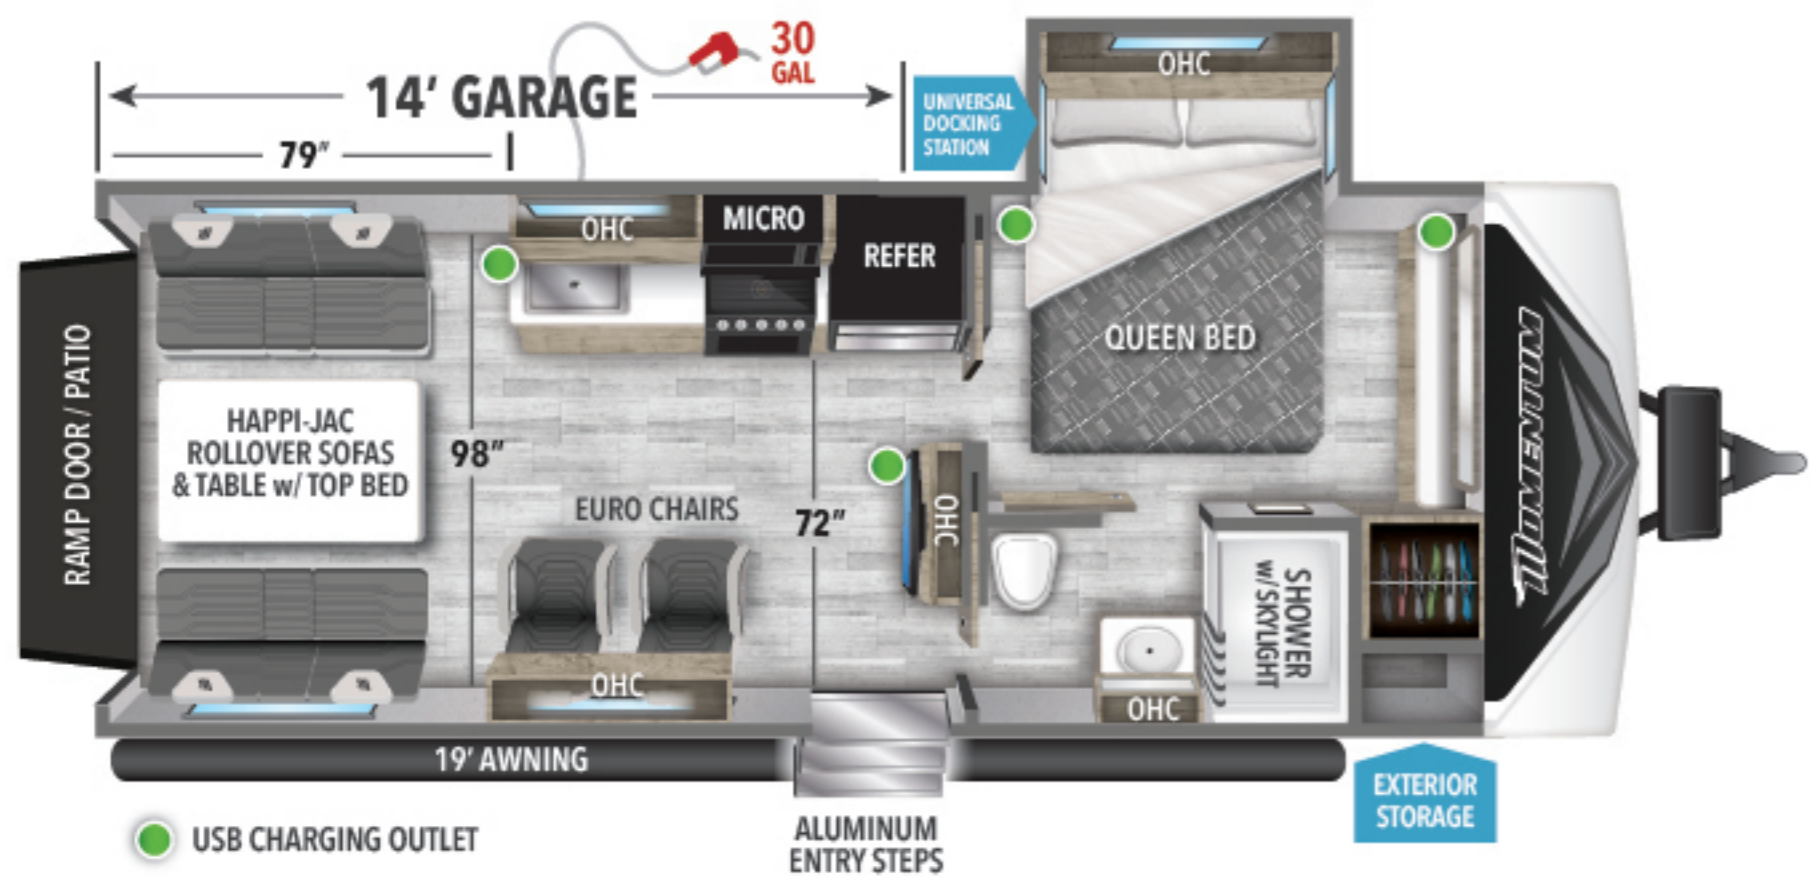 30
GAL
14′ GARAGE
79″
UNIVERSAL
DOCKING
STATION
OHC
OHC
MICRO
REFER
QUEEN BED
RAMP DOOR / PATIO
HAPPI-JAC
ROLLOVER SOFAS
& TABLE w/ TOP BED
98″
EURO CHAIRS
72″
OHC
MOMENTUM
SHOWER
w/ SKYLIGHT
OHC
OHC
19′ AWNING
EXTERIOR
STORAGE
USB CHARGING OUTLET
ALUMINUM
ENTRY STEPS